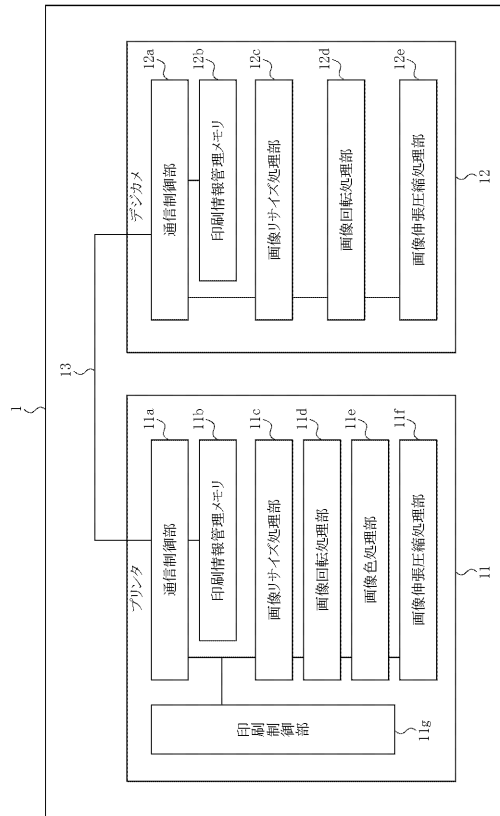 1
13
プリンタ
通信制御部
11a
印刷情報管理メモリ
11b
画像リサイズ処理部
11c
画像回転処理部
11d
画像色処理部
11e
画像伸張圧縮処理部
11f
印刷制御部
11g
11
デジカメ
通信制御部
12a
印刷情報管理メモリ
12b
画像リサイズ処理部
12c
画像回転処理部
12d
画像伸張圧縮処理部
12e
12